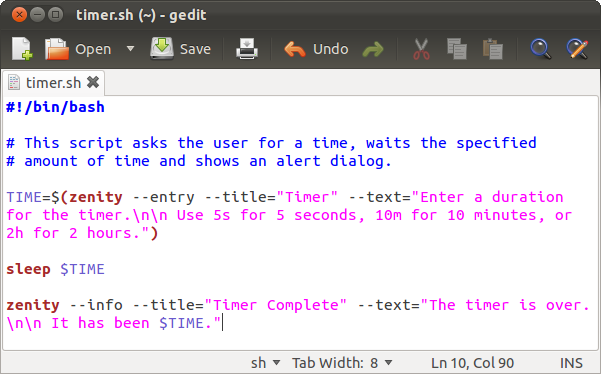 timer.sh (~) - gedit
Open Save Undo
timer.sh
#!/bin/bash
# This script asks the user for a time, waits the specified
# amount of time and shows an alert dialog.
TIME=$(zenity --entry --title="Timer" --text="Enter a duration
for the timer.\n\n Use 5s for 5 seconds, 10m for 10 minutes, or
2h for 2 hours.")
sleep $TIME
zenity --info --title="Timer Complete" --text="The timer is over.
\n\n It has been $TIME."
sh Tab Width: 8 Ln 10, Col 90 INS